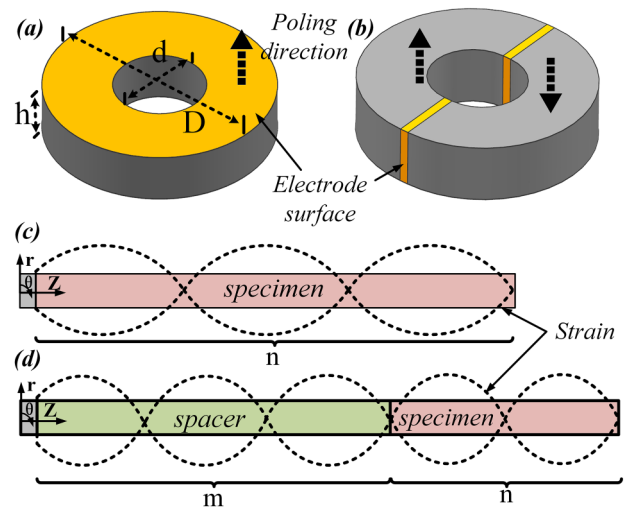 (a)
d
Poling
direction
(b)
h
D
Electrode
surface
(c)
r
θ
Z
specimen
n
Strain
(d)
r
θ
Z
spacer
specimen
m
n